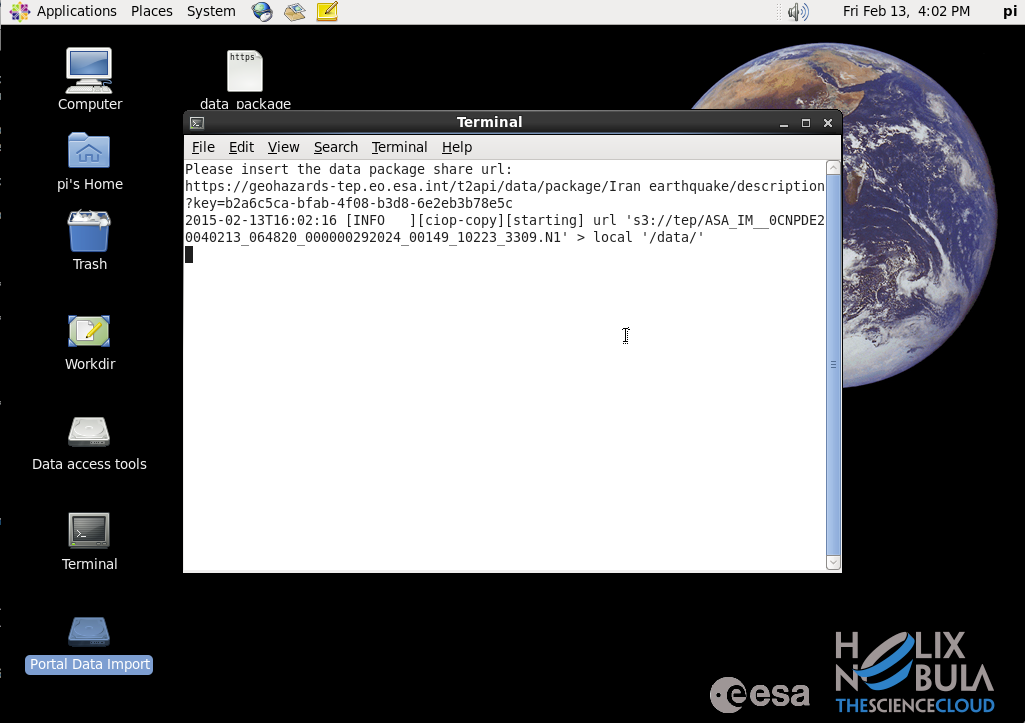 Applications Places System Fri Feb 13, 4:02 PM pi
Computer
https
data_package
Terminal
File Edit View Search Terminal Help
Please insert the data package share url:
https://geohazards-tep.eo.esa.int/t2api/data/package/Iran earthquake/description
?key=b2a6c5ca-bfab-4f08-b3d8-6e2eb3b78e5c
2015-02-13T16:02:16 [INFO   ][ciop-copy][starting] url 's3://tep/ASA_IM__0CNPDE2
0040213_064820_000000292024_00149_10223_3309.N1' > local '/data/'
pi's Home
Trash
Workdir
Data access tools
Terminal
Portal Data Import
esa
HELIX
NEBULA
THESCIENCECLOUD